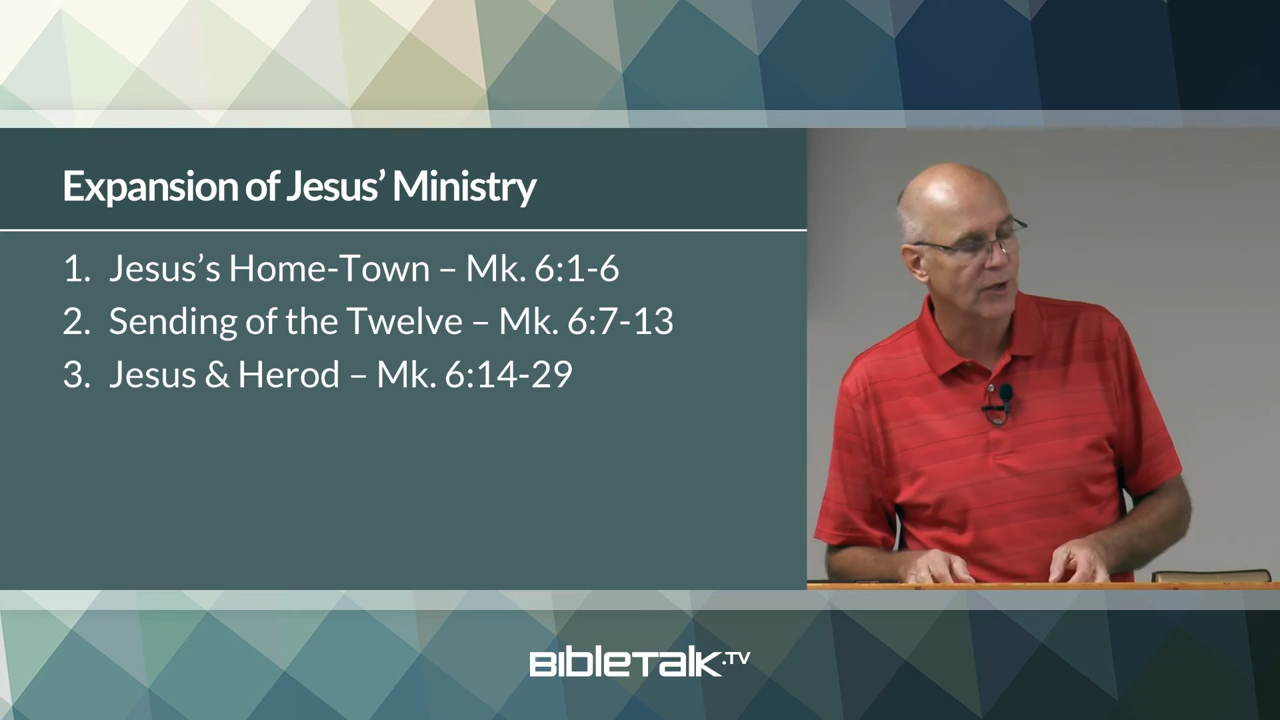 Expansion of Jesus’ Ministry
1. Jesus’s Home-Town – Mk. 6:1-6
2. Sending of the Twelve – Mk. 6:7-13
3. Jesus & Herod – Mk. 6:14-29
BIBLETALK.TV